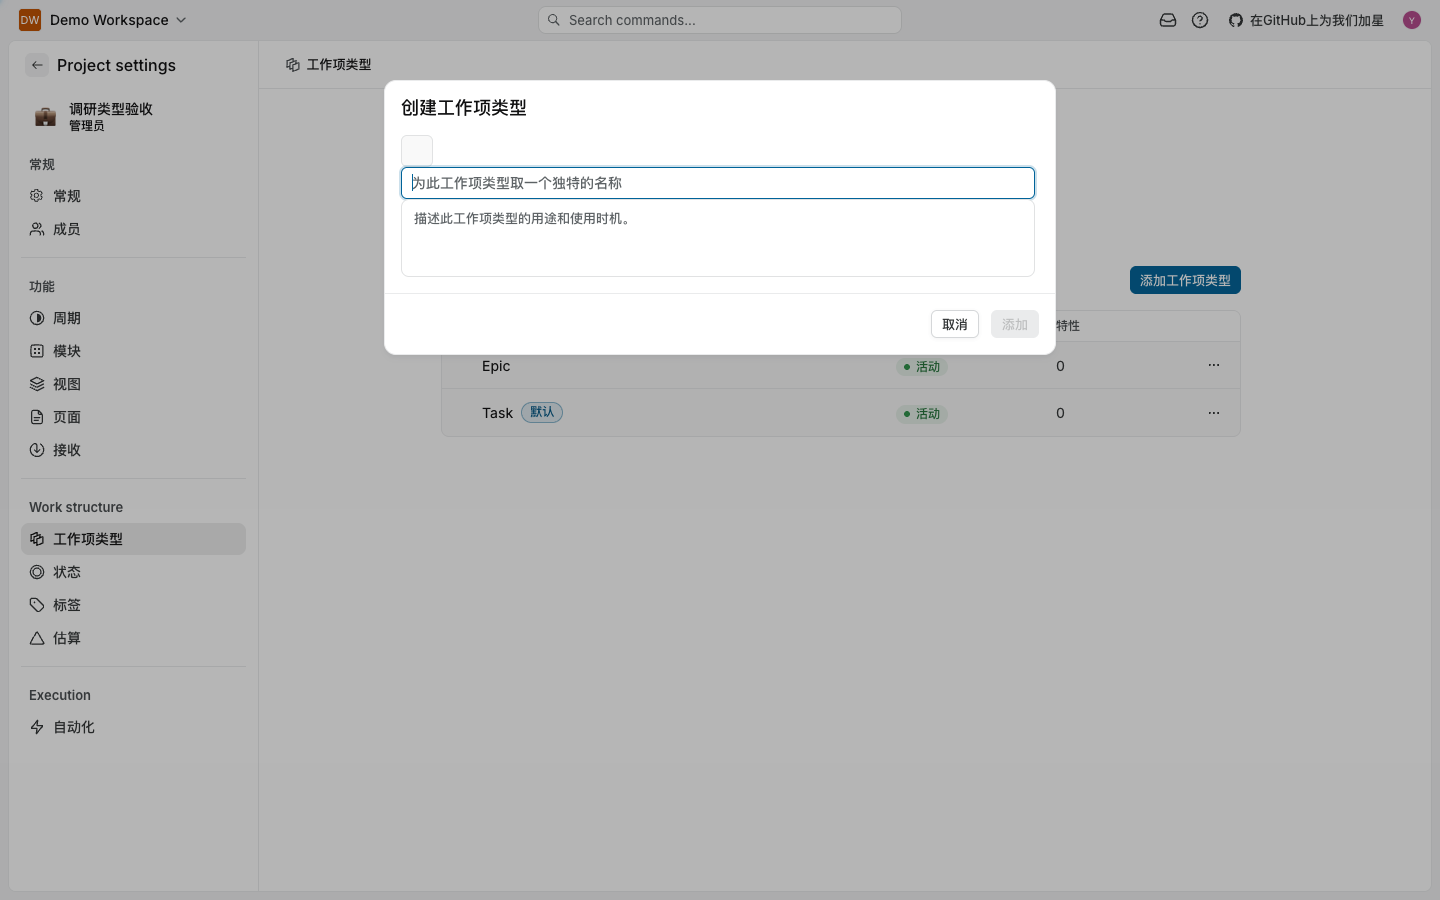 DW Demo Workspace
Search commands...
在GitHub上为我们加星
Y
Project settings
调研类型验收
管理员
常规
常规
成员
功能
周期
模块
视图
页面
接收
Work structure
工作项类型
状态
标签
估算
Execution
自动化
工作项类型
创建工作项类型
为此工作项类型取一个独特的名称
描述此工作项类型的用途和使用时机。
取消
添加
添加工作项类型
特性
Epic 活动 0
Task 默认 活动 0